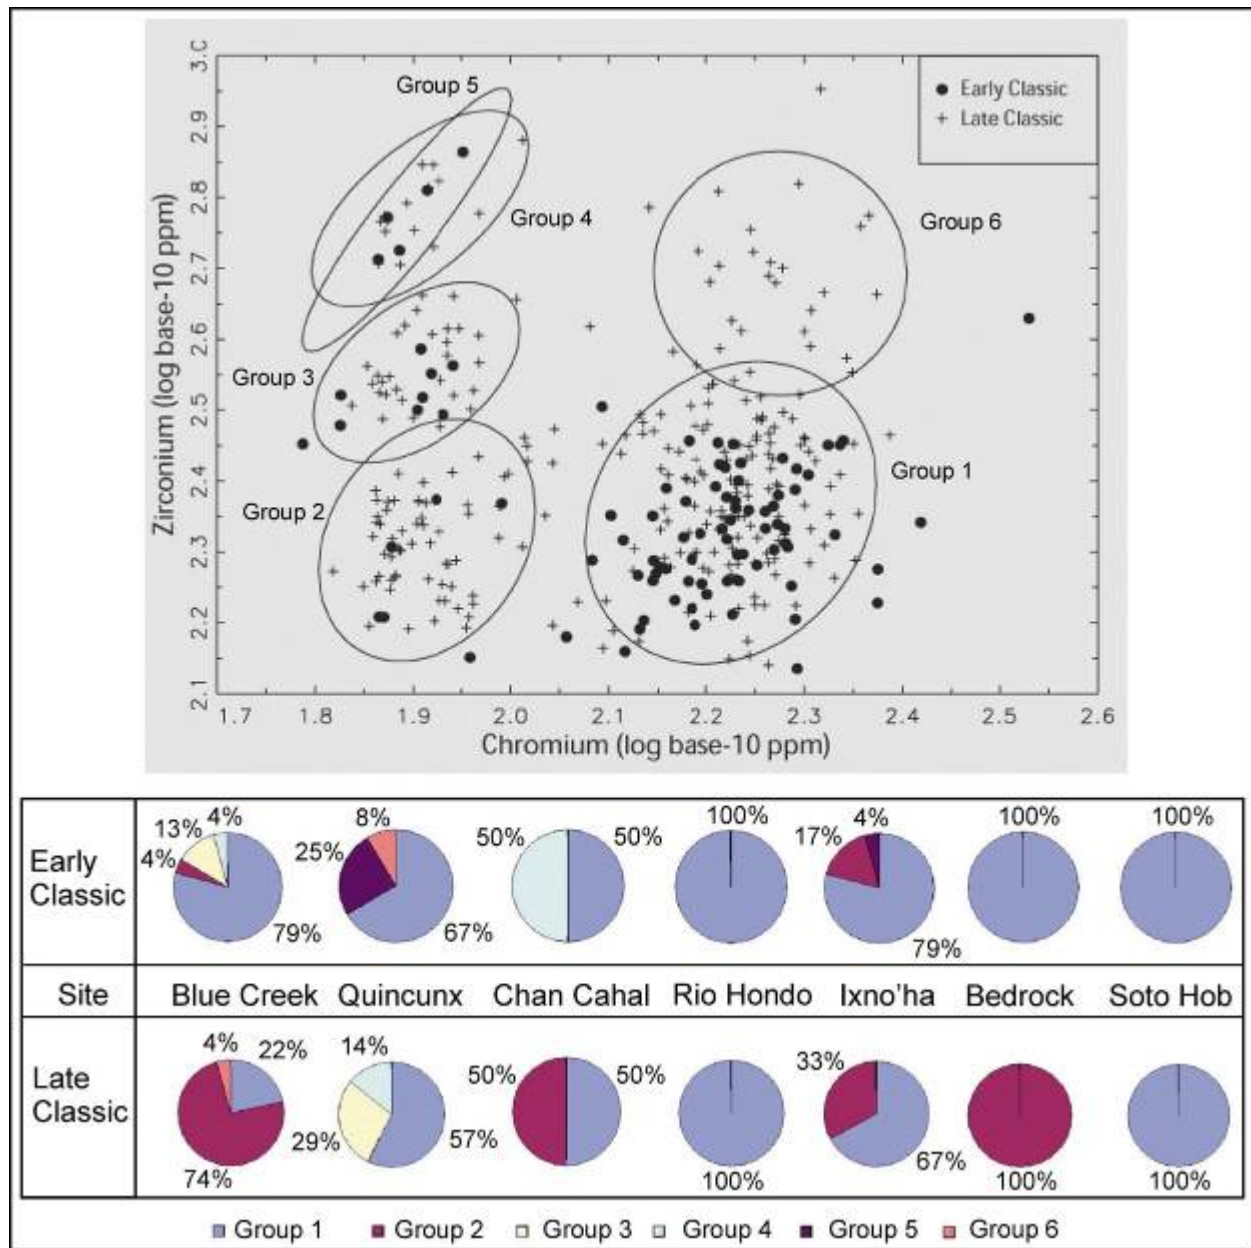 Group 5
Group 4
Group 3
Group 2
Group 6
Group 1
Early Classic
Late Classic
Zirconium (log base-10 ppm)
3.0
2.9
2.8
2.7
2.6
2.5
2.4
2.3
2.2
2.1
1.7 1.8 1.9 2.0 2.1 2.2 2.3 2.4 2.5 2.6
Chromium (log base-10 ppm)
Early
Classic
4% 13% 4% 79%
8% 25% 67%
50% 50%
100%
4% 17% 79%
100%
100%
Site Blue Creek Quincunx Chan Cahal Rio Hondo Ixno'ha Bedrock Soto Hob
Late
Classic
4% 22% 74%
14% 29% 57%
50% 50%
100%
33% 67%
100%
100%
Group 1 Group 2 Group 3 Group 4 Group 5 Group 6